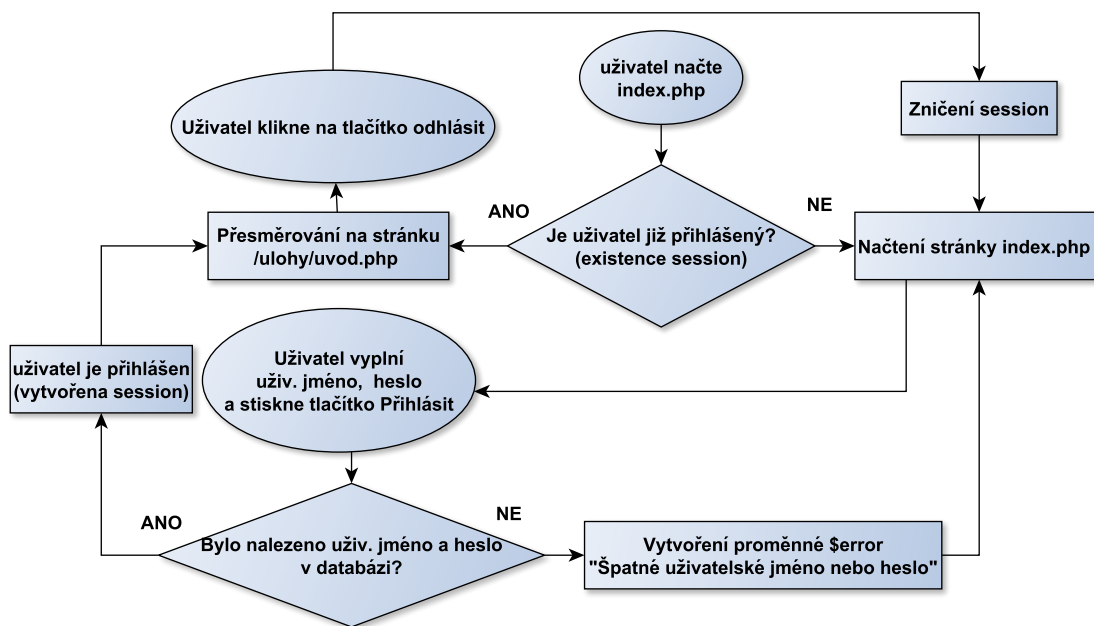 uživatel načte
index.php
Uživatel klikne na tlačítko odhlásit
Zničení session
ANO
NE
Přesměrování na stránku
/ulohy/uvod.php
Je uživatel již přihlášený?
(existence session)
Načtení stránky index.php
uživatel je přihlášen
(vytvořena session)
Uživatel vyplní
uživ. jméno, heslo
a stiskne tlačítko Přihlásit
ANO
NE
Bylo nalezeno uživ. jméno a heslo
v databázi?
Vytvoření proměnné $error
"Špatné uživatelské jméno nebo heslo"